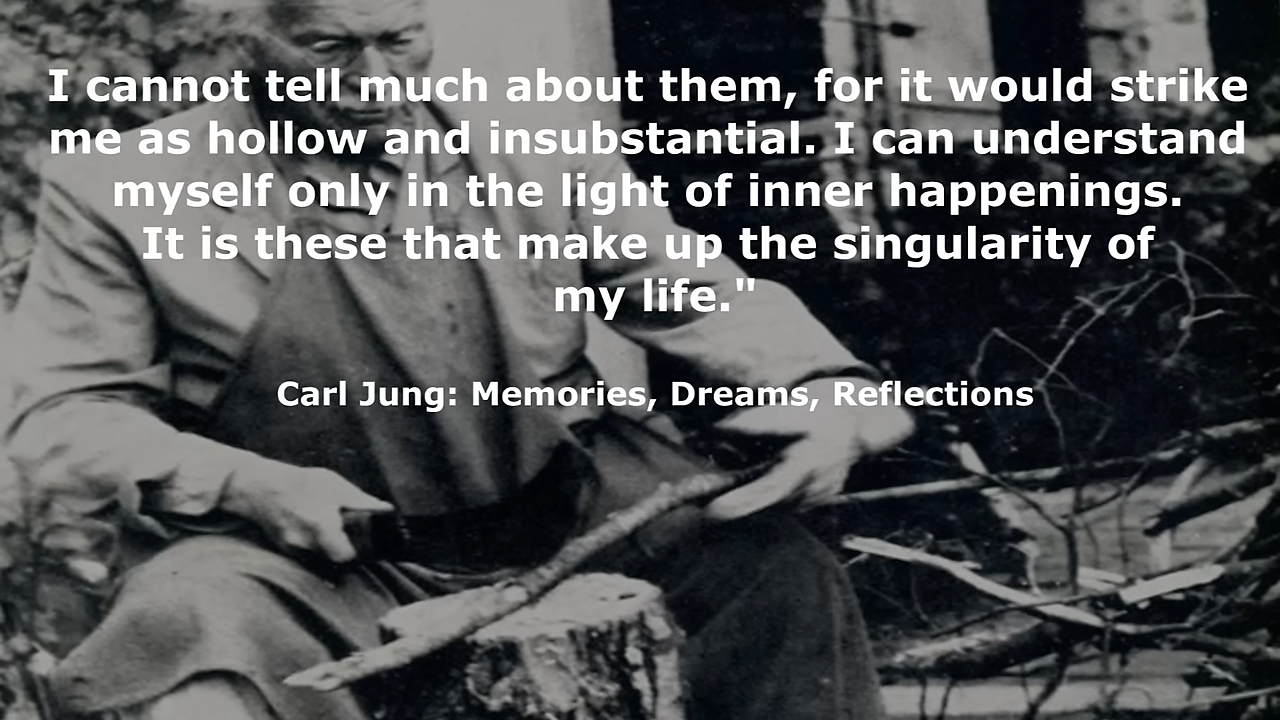 I cannot tell much about them, for it would strike
me as hollow and insubstantial. I can understand
myself only in the light of inner happenings.
It is these that make up the singularity of
my life."
Carl Jung: Memories, Dreams, Reflections